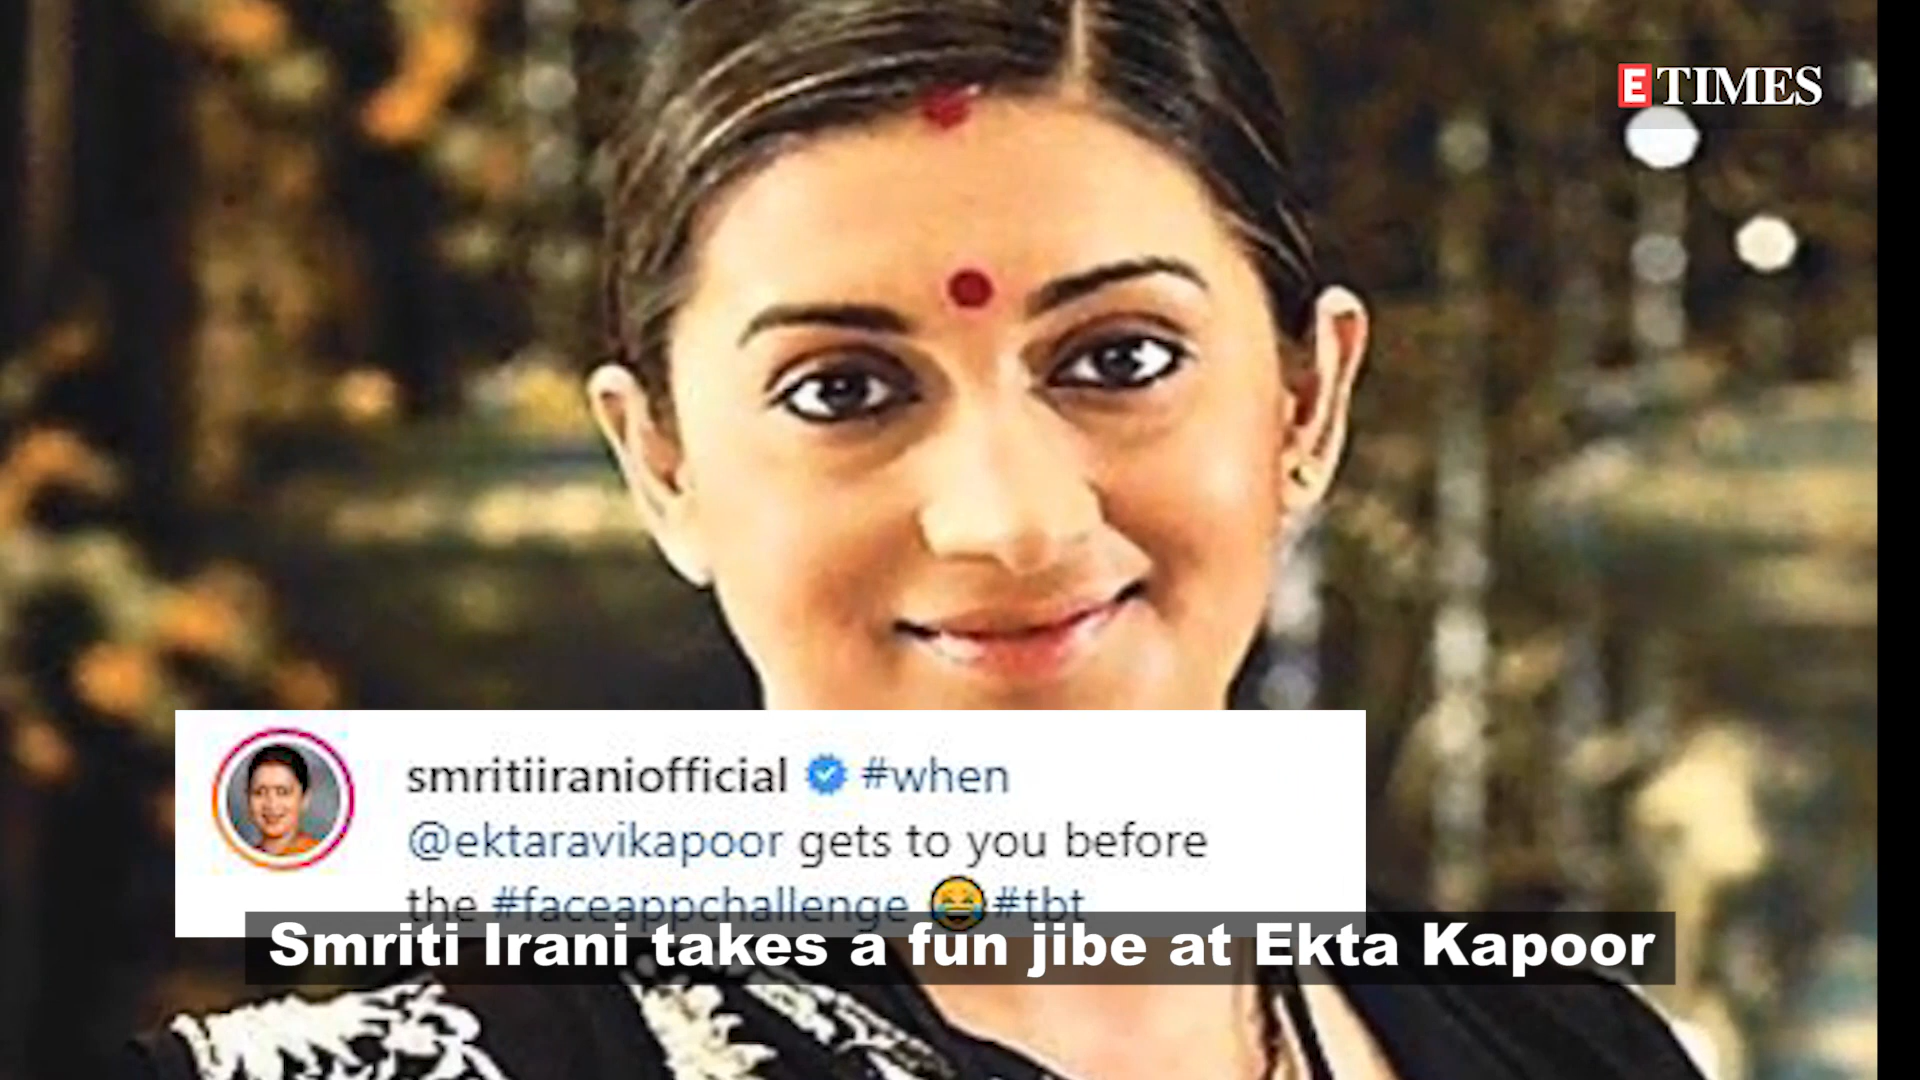 ETIMES
smritiiraniofficial #when
@ektaravikapoor gets to you before
the #faceappchallenge 😂#tbt
Smriti Irani takes a fun jibe at Ekta Kapoor